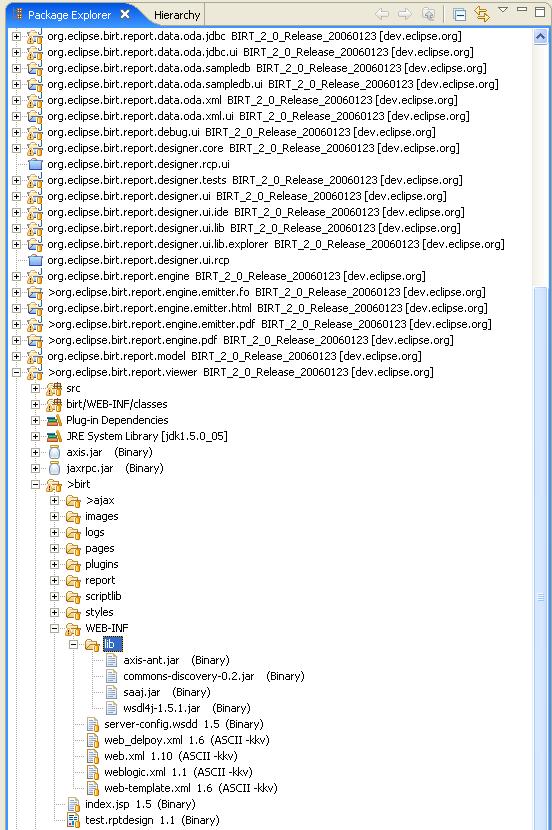 Package Explorer Hierarchy
org.eclipse.birt.report.data.oda.jdbc BIRT_2_0_Release_20060123 [dev.eclipse.org]
org.eclipse.birt.report.data.oda.jdbc.ui BIRT_2_0_Release_20060123 [dev.eclipse.org]
org.eclipse.birt.report.data.oda.sampledb BIRT_2_0_Release_20060123 [dev.eclipse.org]
org.eclipse.birt.report.data.oda.sampledb.ui BIRT_2_0_Release_20060123 [dev.eclipse.org]
org.eclipse.birt.report.data.oda.xml BIRT_2_0_Release_20060123 [dev.eclipse.org]
org.eclipse.birt.report.data.oda.xml.ui BIRT_2_0_Release_20060123 [dev.eclipse.org]
org.eclipse.birt.report.debug.ui BIRT_2_0_Release_20060123 [dev.eclipse.org]
org.eclipse.birt.report.designer.core BIRT_2_0_Release_20060123 [dev.eclipse.org]
org.eclipse.birt.report.designer.rcp.ui
org.eclipse.birt.report.designer.tests BIRT_2_0_Release_20060123 [dev.eclipse.org]
org.eclipse.birt.report.designer.ui BIRT_2_0_Release_20060123 [dev.eclipse.org]
org.eclipse.birt.report.designer.ui.ide BIRT_2_0_Release_20060123 [dev.eclipse.org]
org.eclipse.birt.report.designer.ui.lib BIRT_2_0_Release_20060123 [dev.eclipse.org]
org.eclipse.birt.report.designer.ui.lib.explorer BIRT_2_0_Release_20060123 [dev.eclipse.org]
org.eclipse.birt.report.designer.ui.rcp
org.eclipse.birt.report.engine BIRT_2_0_Release_20060123 [dev.eclipse.org]
>org.eclipse.birt.report.engine.emitter.fo BIRT_2_0_Release_20060123 [dev.eclipse.org]
org.eclipse.birt.report.engine.emitter.html BIRT_2_0_Release_20060123 [dev.eclipse.org]
>org.eclipse.birt.report.engine.emitter.pdf BIRT_2_0_Release_20060123 [dev.eclipse.org]
>org.eclipse.birt.report.engine.pdf BIRT_2_0_Release_20060123 [dev.eclipse.org]
org.eclipse.birt.report.model BIRT_2_0_Release_20060123 [dev.eclipse.org]
>org.eclipse.birt.report.viewer BIRT_2_0_Release_20060123 [dev.eclipse.org]
src
birt/WEB-INF/classes
Plug-in Dependencies
JRE System Library [jdk1.5.0_05]
axis.jar (Binary)
jaxrpc.jar (Binary)
>birt
>ajax
images
logs
pages
plugins
report
scriptlib
styles
WEB-INF
lib
axis-ant.jar (Binary)
commons-discovery-0.2.jar (Binary)
saaj.jar (Binary)
wsdl4j-1.5.1.jar (Binary)
server-config.wsdd 1.5 (Binary)
web_delpoy.xml 1.6 (ASCII -kkv)
web.xml 1.10 (ASCII -kkv)
weblogic.xml 1.1 (ASCII -kkv)
web-template.xml 1.6 (ASCII -kkv)
index.jsp 1.5 (Binary)
test.rptdesign 1.1 (Binary)